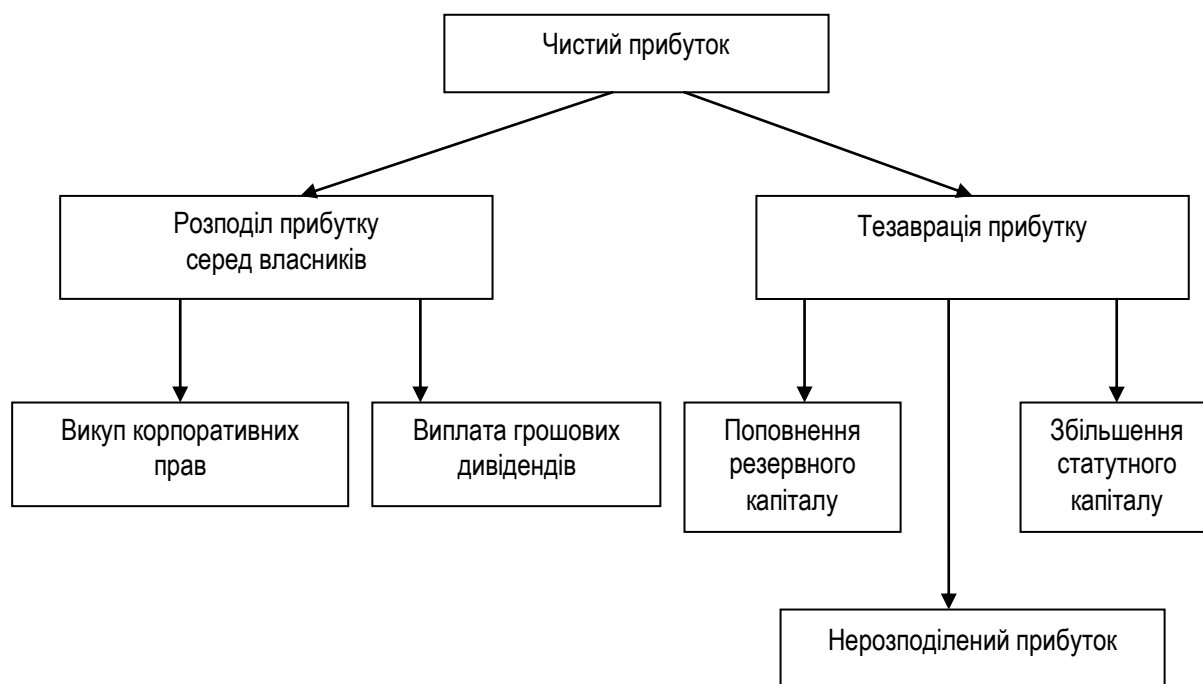 Чистий прибуток
Розподіл прибутку
серед власників
Тезаврація прибутку
Викуп корпоративних
прав
Виплата грошових
дивідендів
Поповнення
резервного
капіталу
Збільшення
статутного
капіталу
Нерозподілений прибуток